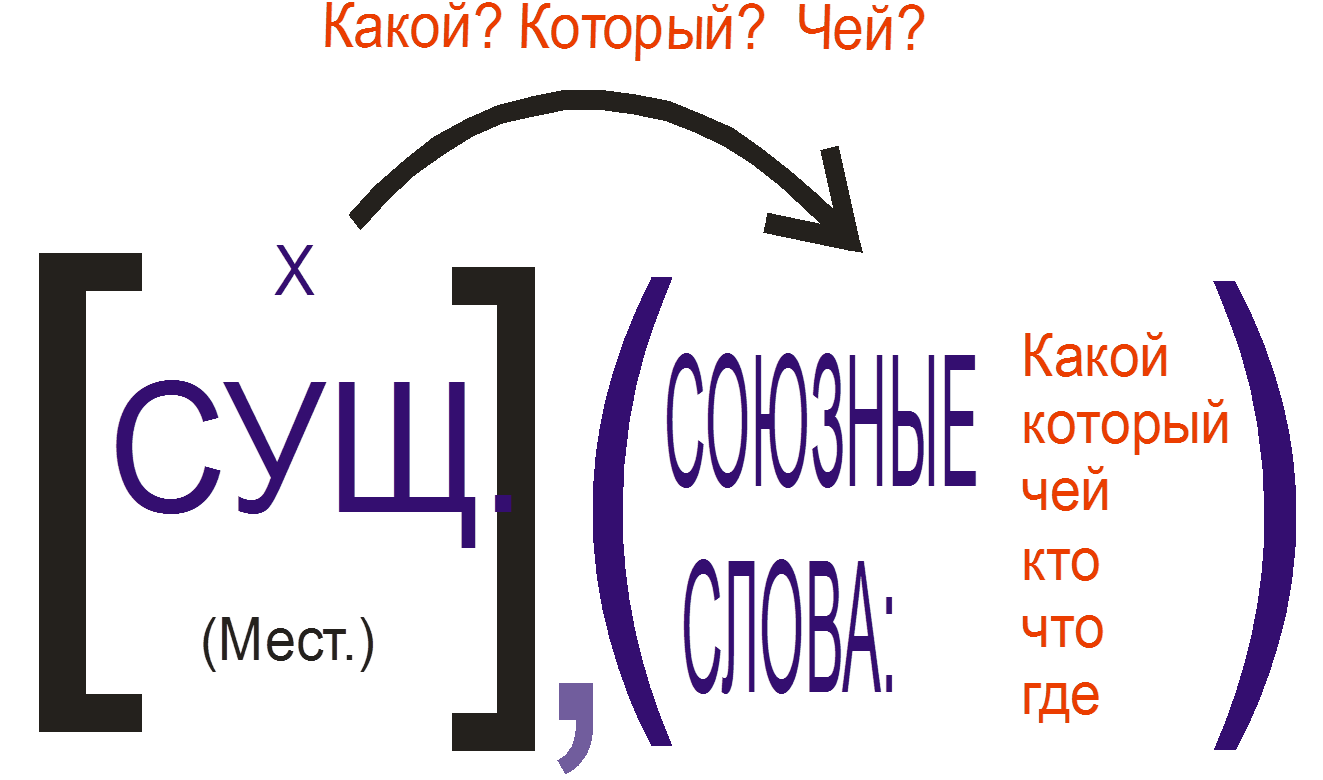 Какой? Который? Чей?
х
СУЩ.
(Мест.)
,
СОЮЗНЫЕ
СЛОВА:
Какой
который
чей
кто
что
где